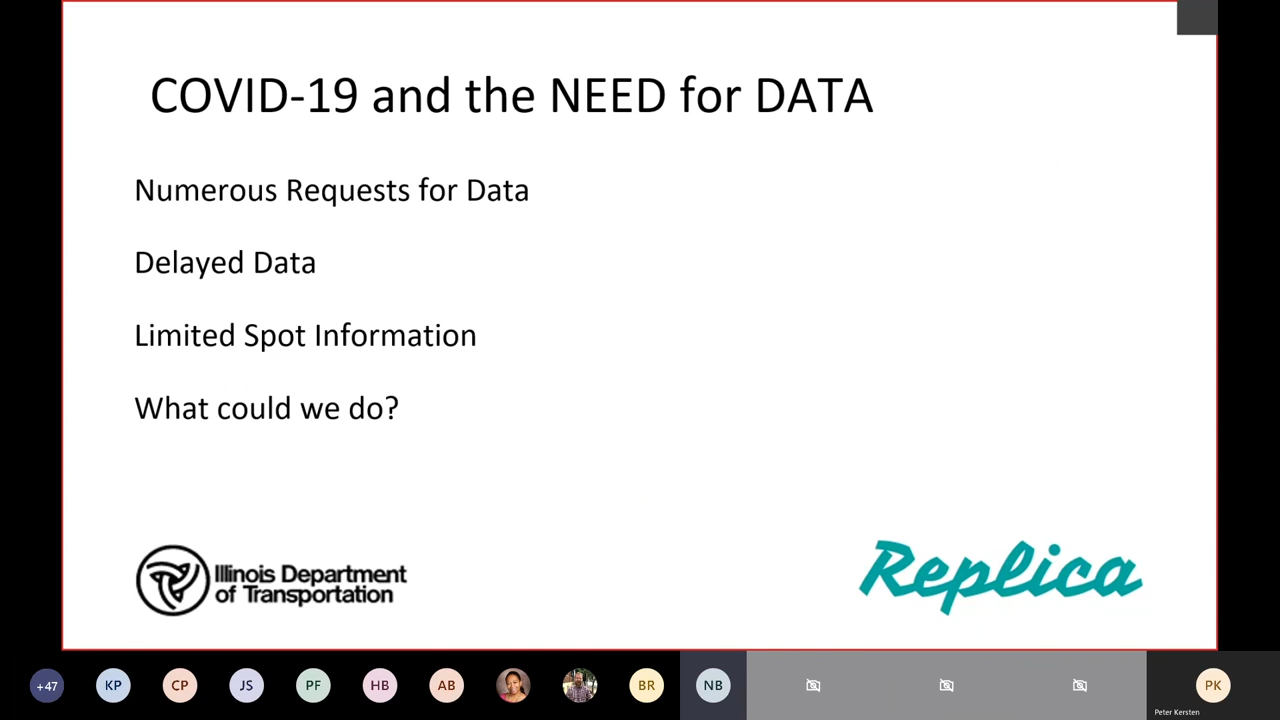 COVID-19 and the NEED for DATA
Numerous Requests for Data
Delayed Data
Limited Spot Information
What could we do?
Illinois Department
of Transportation
Replica
+47
KP
CP
JS
PF
HB
AB
BR
NB
PK
Peter Kersten